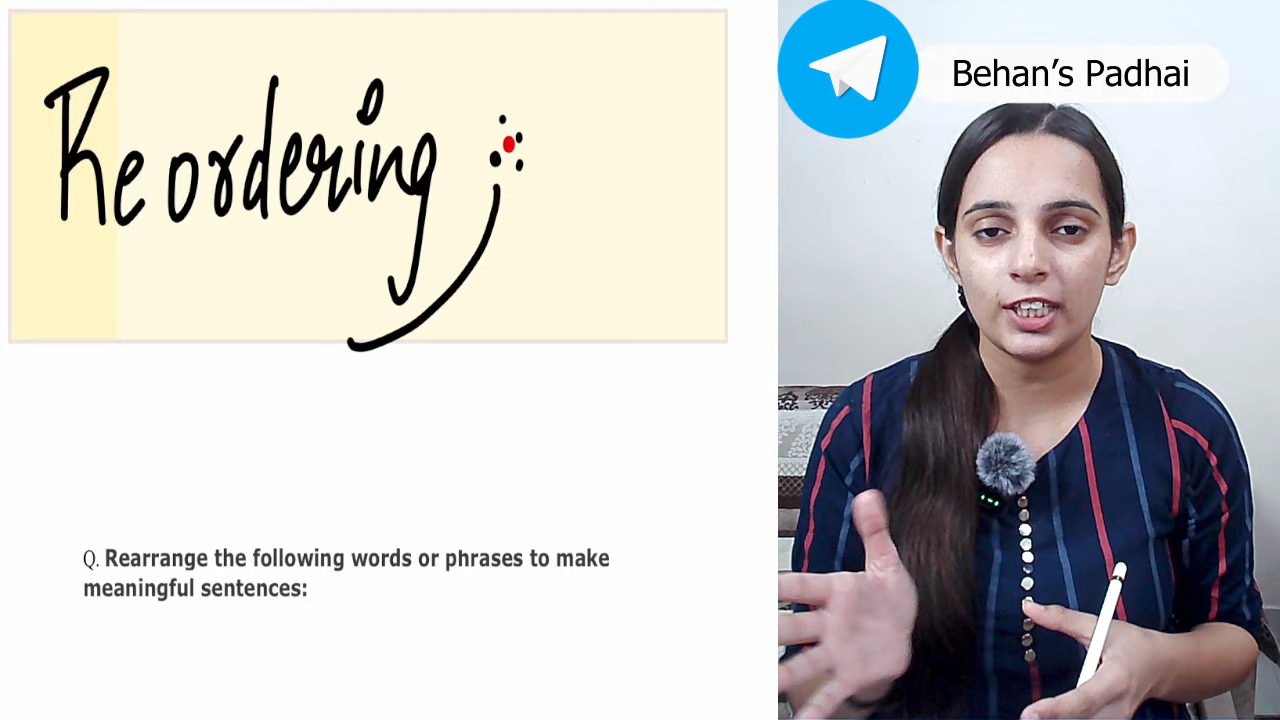 Reordering
Behan’s Padhai
Q. Rearrange the following words or phrases to make
meaningful sentences: